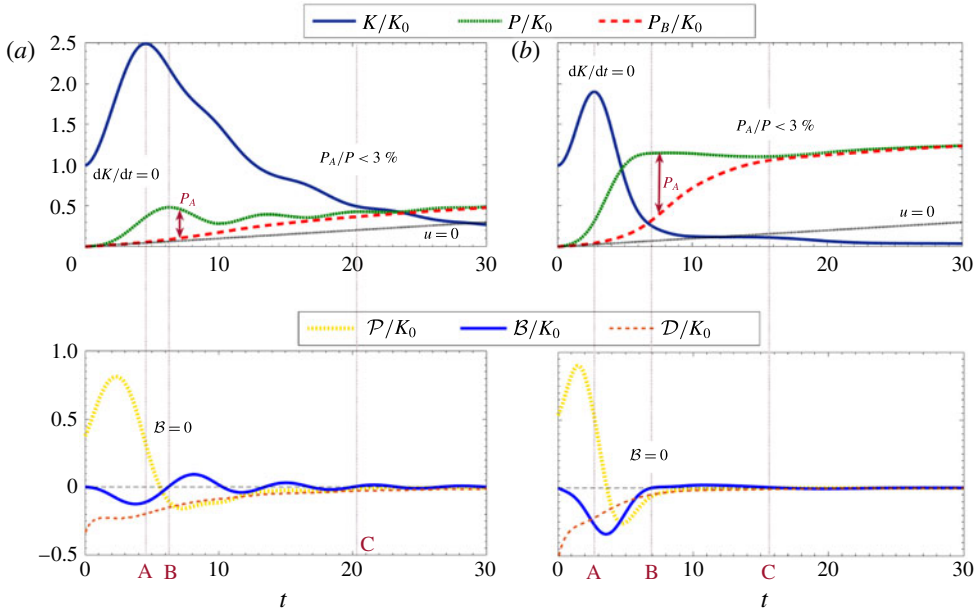 K/K₀ P/K₀ P_B/K₀
(a) (b)
2.5
2.0
1.5
1.0
0.5
0 10 20 30
dK/dt = 0
P_A/P < 3 %
P_A
u = 0
0 10 20 30
dK/dt = 0
P_A/P < 3 %
P_A
u = 0
𝒫/K₀ ℬ/K₀ 𝒟/K₀
1.0
0.5
0
−0.5
ℬ = 0
0 A B 10 20 C 30
t
ℬ = 0
0 A B 10 C 20 30
t